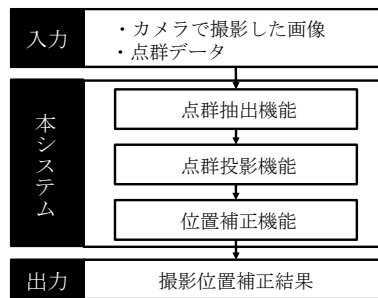 入力
・カメラで撮影した画像
・点群データ
本システム
点群抽出機能
点群投影機能
位置補正機能
出力
撮影位置補正結果